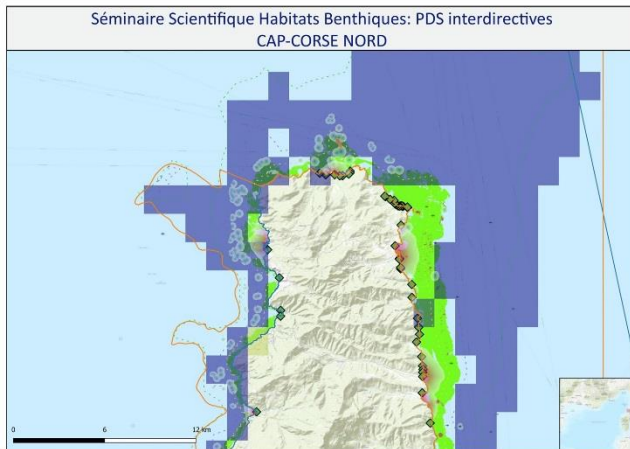 Séminaire Scientifique Habitats Benthiques: PDS interdirectives
CAP-CORSE NORD
0 6 12 km